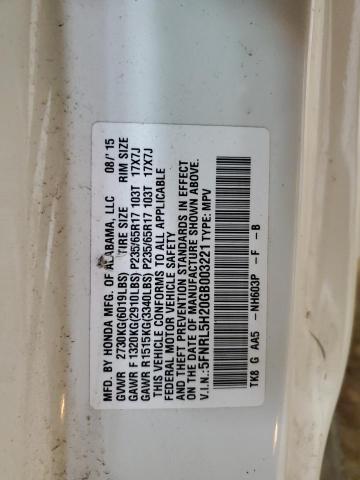 MFD. BY HONDA MFG. OF ALABAMA, LLC 08/'15
GVWR 2730KG(6019LBS) TIRE SIZE RIM SIZE
GAWR F 1320KG(2910LBS) P235/65R17 103T 17X7J
GAWR R1515KG(3340LBS) P235/65R17 103T 17X7J
THIS VEHICLE CONFORMS TO ALL APPLICABLE
FEDERAL MOTOR VEHICLE
SAFETY AND THEFT PREVENTION STANDARDS IN EFFECT
ON THE DATE OF MANUFACTURE SHOWN ABOVE.
V.I.N.:5FNRL5H20GB003221 TYPE: MPV
TK8 G AA5 -NH603P -F -B